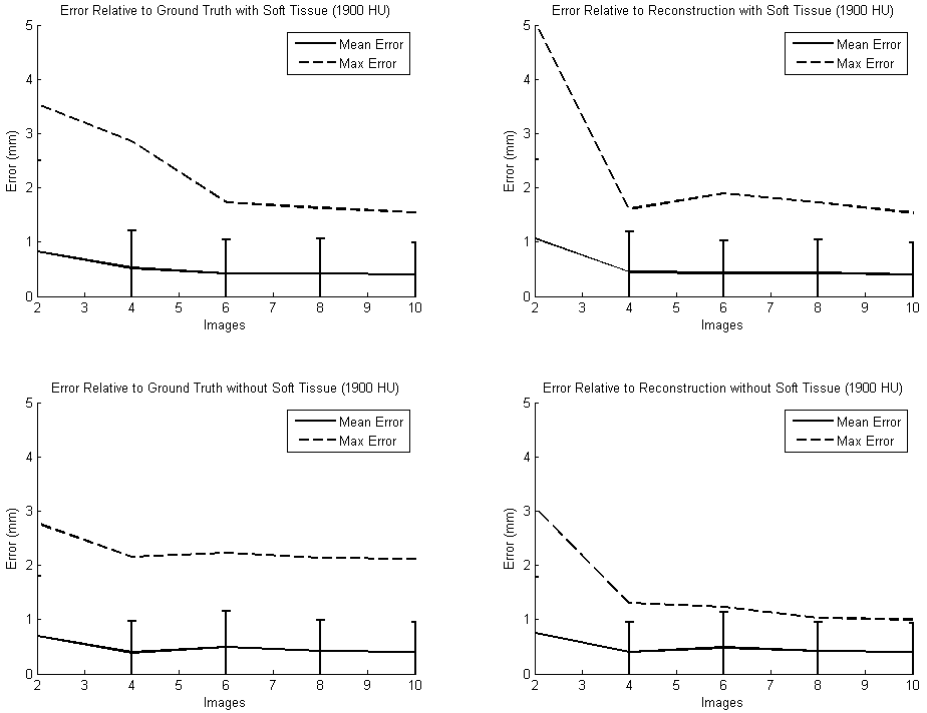 Error Relative to Ground Truth with Soft Tissue (1900 HU)
5
4
3
2
1
0
Error (mm)
Mean Error
Max Error
2 3 4 5 6 7 8 9 10
Images
Error Relative to Reconstruction with Soft Tissue (1900 HU)
5
4
3
2
1
0
Error (mm)
Mean Error
Max Error
2 3 4 5 6 7 8 9 10
Images
Error Relative to Ground Truth without Soft Tissue (1900 HU)
5
4
3
2
1
0
Error (mm)
Mean Error
Max Error
2 3 4 5 6 7 8 9 10
Images
Error Relative to Reconstruction without Soft Tissue (1900 HU)
5
4
3
2
1
0
Error (mm)
Mean Error
Max Error
2 3 4 5 6 7 8 9 10
Images